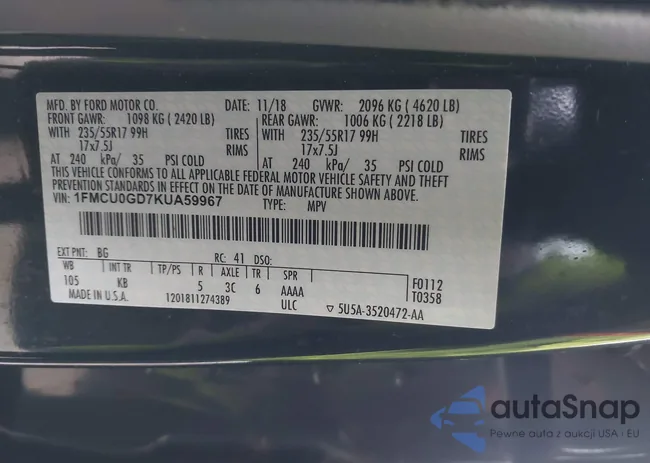 MFD. BY FORD MOTOR CO. DATE: 11/18 GVWR: 2096 KG ( 4620 LB)
FRONT GAWR: 1098 KG ( 2420 LB) REAR GAWR: 1006 KG ( 2218 LB)
WITH 235/55R17 99H TIRES WITH 235/55R17 99H TIRES
17x7.5J RIMS 17x7.5J RIMS
AT 240 kPa/ 35 PSI COLD AT 240 kPa/ 35 PSI COLD
THIS VEHICLE CONFORMS TO ALL APPLICABLE FEDERAL MOTOR VEHICLE SAFETY AND THEFT
PREVENTION STANDARDS IN EFFECT ON THE DATE OF MANUFACTURE SHOWN ABOVE.
VIN: 1FMCU0GD7KUA59967 TYPE: MPV
EXT PNT: BG RC: 41 DSO:
WB INT TR TP/PS R AXLE TR SPR F0112
105 KB 5 3C 6 AAAA T0358
MADE IN U.S.A. 1201811274389 ULC ▽ 5U5A-3520472-AA
autaSnap
Pewne auta z aukcji USA i EU